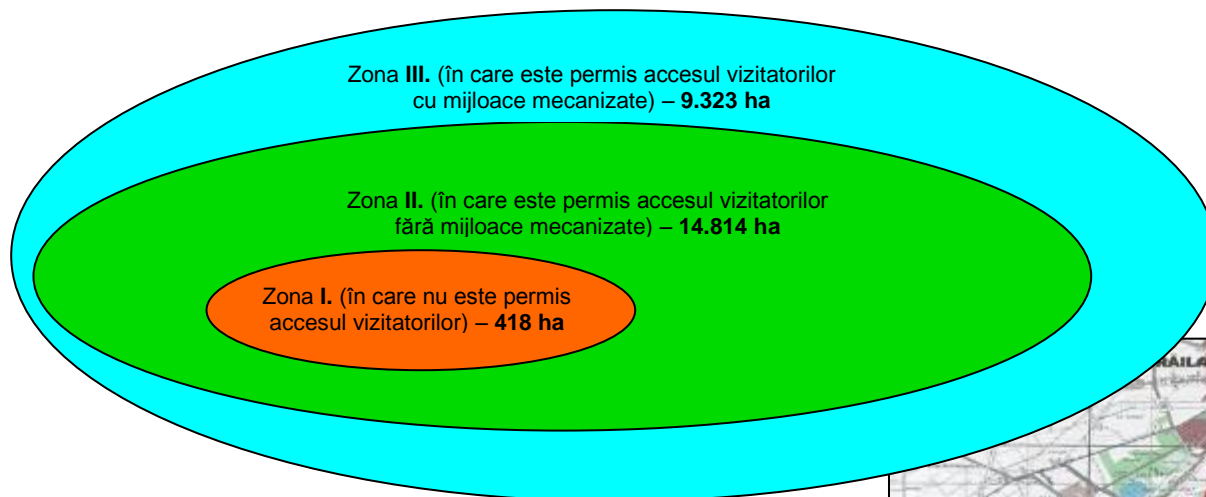 Zona III. (în care este permis accesul vizitatorilor
cu mijloace mecanizate) – 9.323 ha
Zona II. (în care este permis accesul vizitatorilor
fără mijloace mecanizate) – 14.814 ha
Zona I. (în care nu este permis
accesul vizitatorilor) – 418 ha
RĂILA